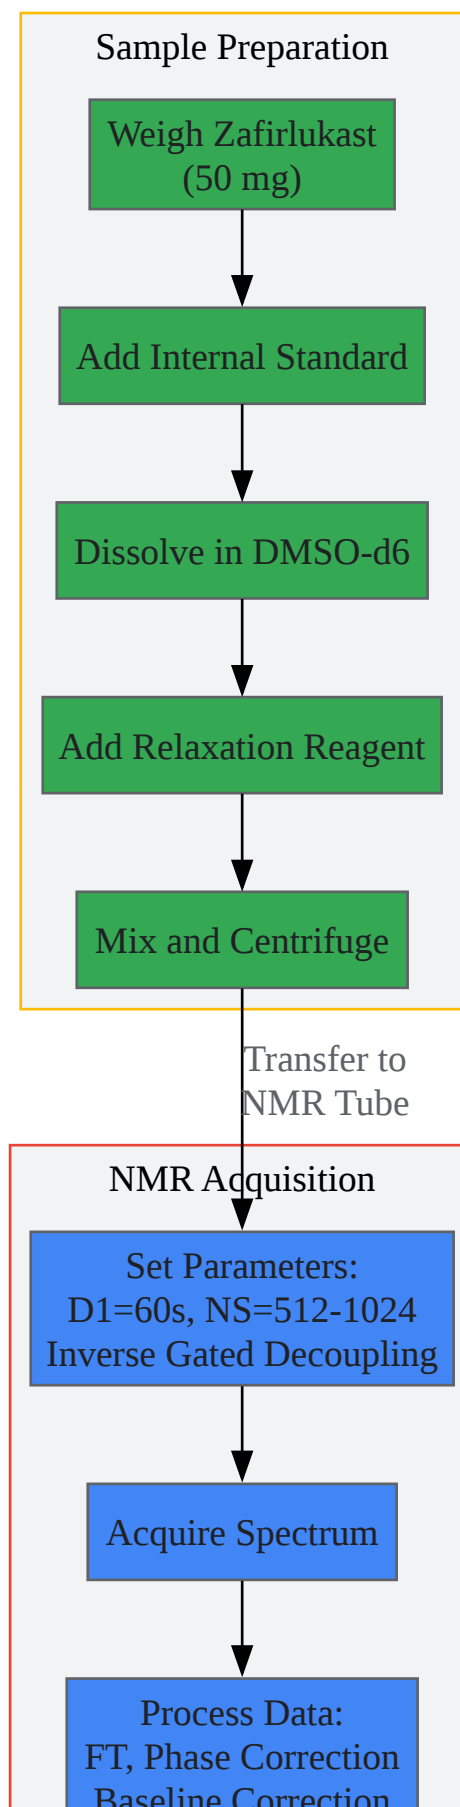 Sample Preparation
Weigh Zafirlukast
(50 mg)
Add Internal Standard
Dissolve in DMSO-d6
Add Relaxation Reagent
Mix and Centrifuge
Transfer to
NMR Tube
NMR Acquisition
Set Parameters:
D1=60s, NS=512-1024
Inverse Gated Decoupling
Acquire Spectrum
Process Data:
FT, Phase Correction
Baseline Correction